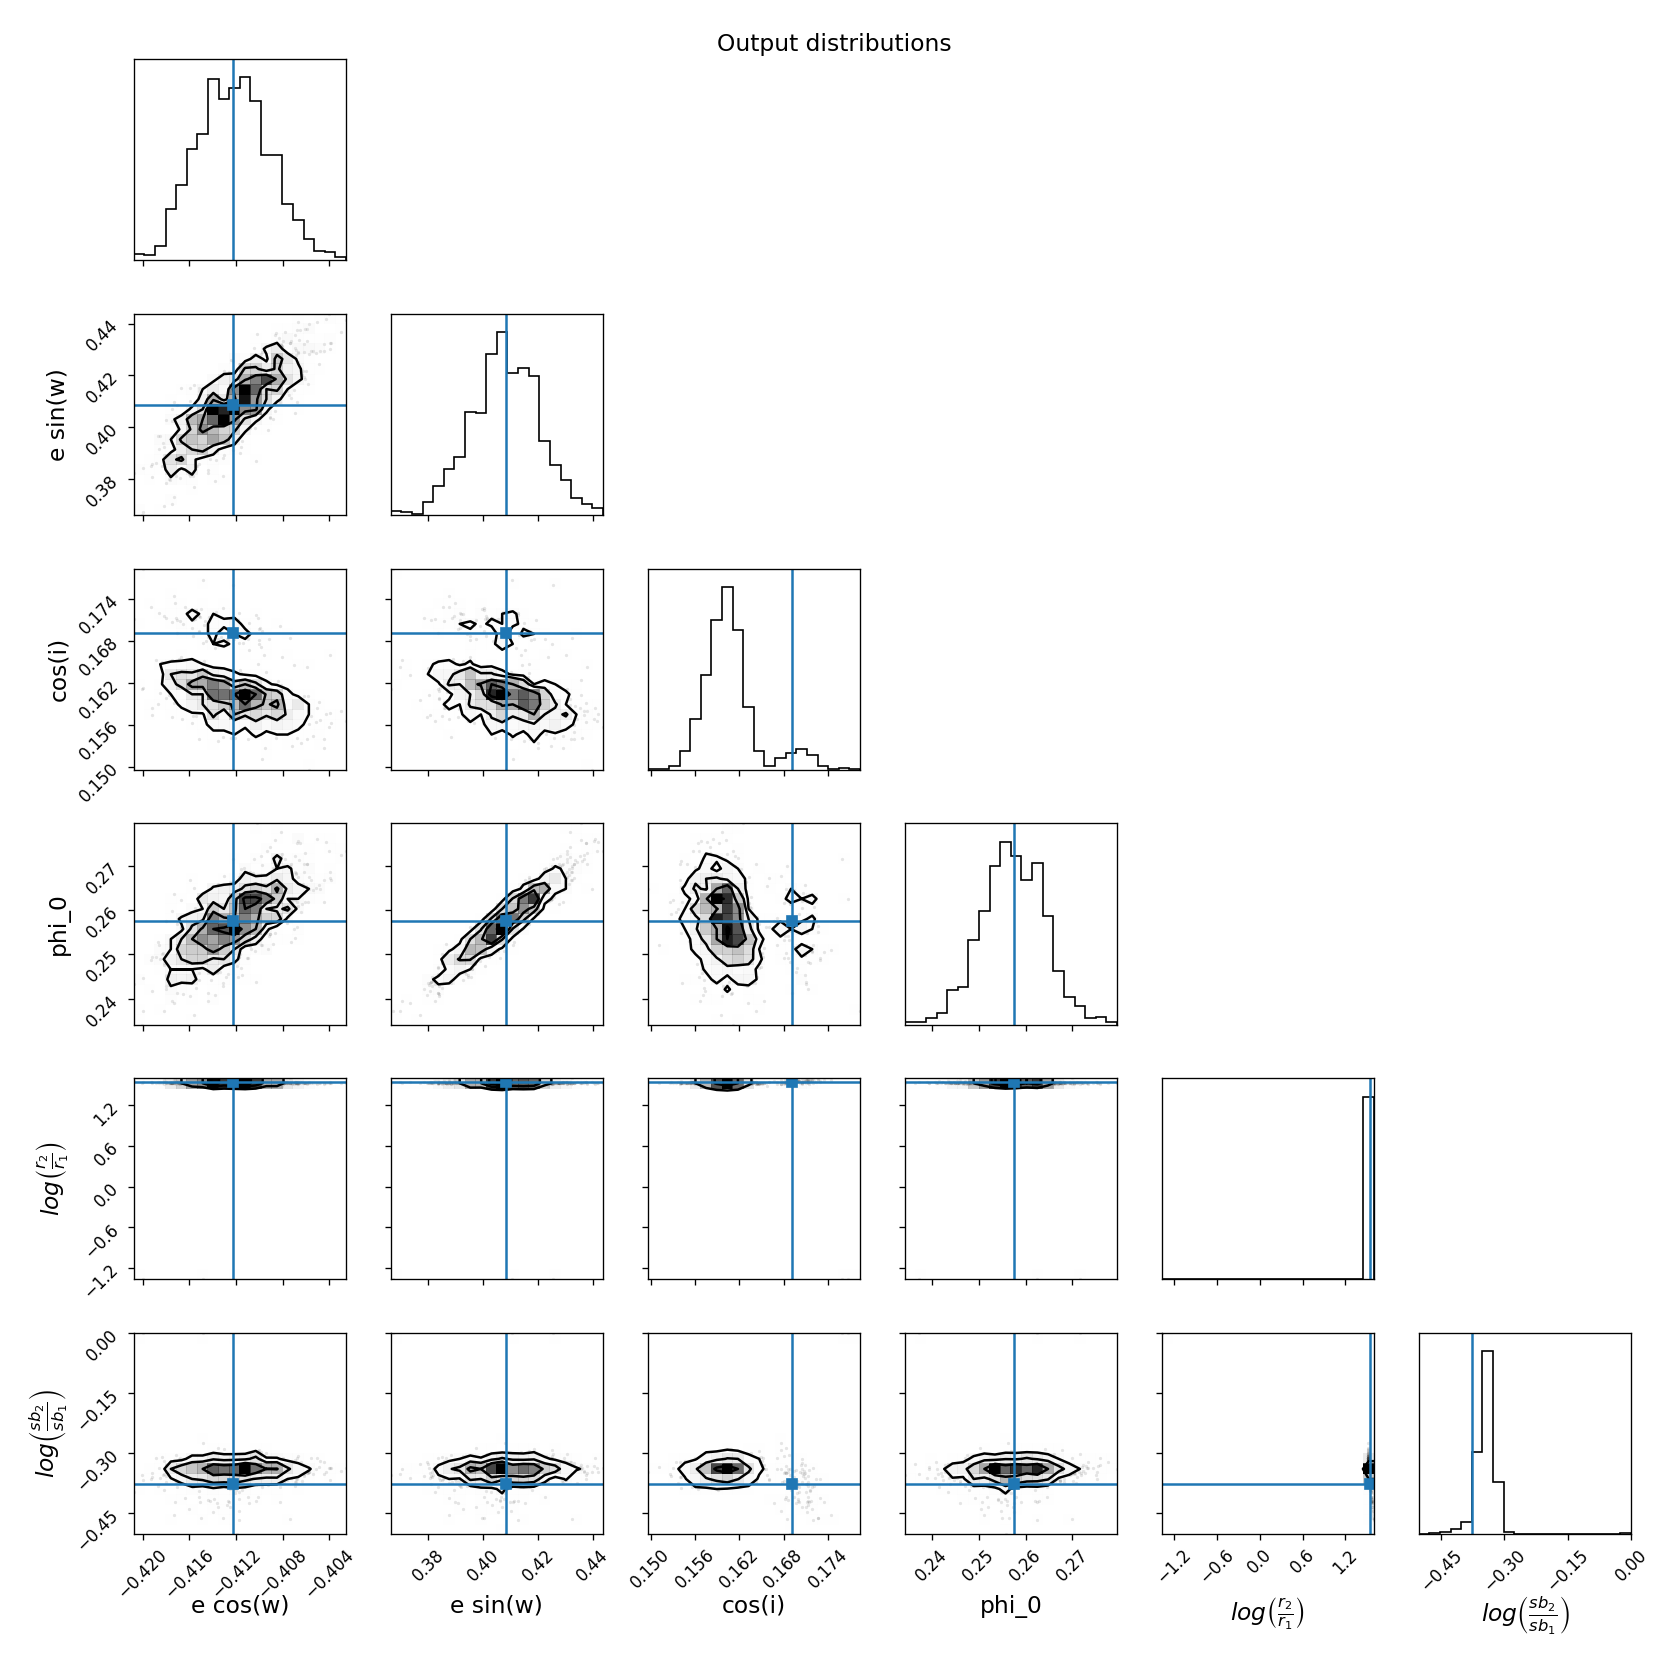 Output distributions
e sin(w)
0.44
0.42
0.40
0.38
cos(i)
0.174
0.168
0.162
0.156
0.150
phi_0
0.27
0.26
0.25
0.24
log(r₂/r₁)
1.2
0.6
0.0
−0.6
−1.2
log(sb₂/sb₁)
0.00
−0.15
−0.30
−0.45
−0.420 −0.416 −0.412 −0.408 −0.404
0.38 0.40 0.42 0.44
0.150 0.156 0.162 0.168 0.174
0.24 0.25 0.26 0.27
−1.2 −0.6 0.0 0.6 1.2
−0.45 −0.30 −0.15 0.00
e cos(w)
e sin(w)
cos(i)
phi_0
log(r₂/r₁)
log(sb₂/sb₁)